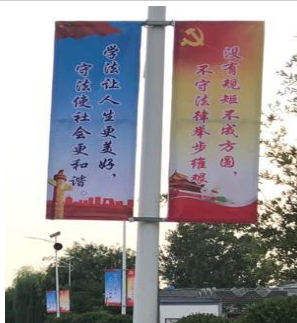 学法让人生更美好，
守法使社会更和谐。
没有规矩不成方圆，
不守法律举步维艰。